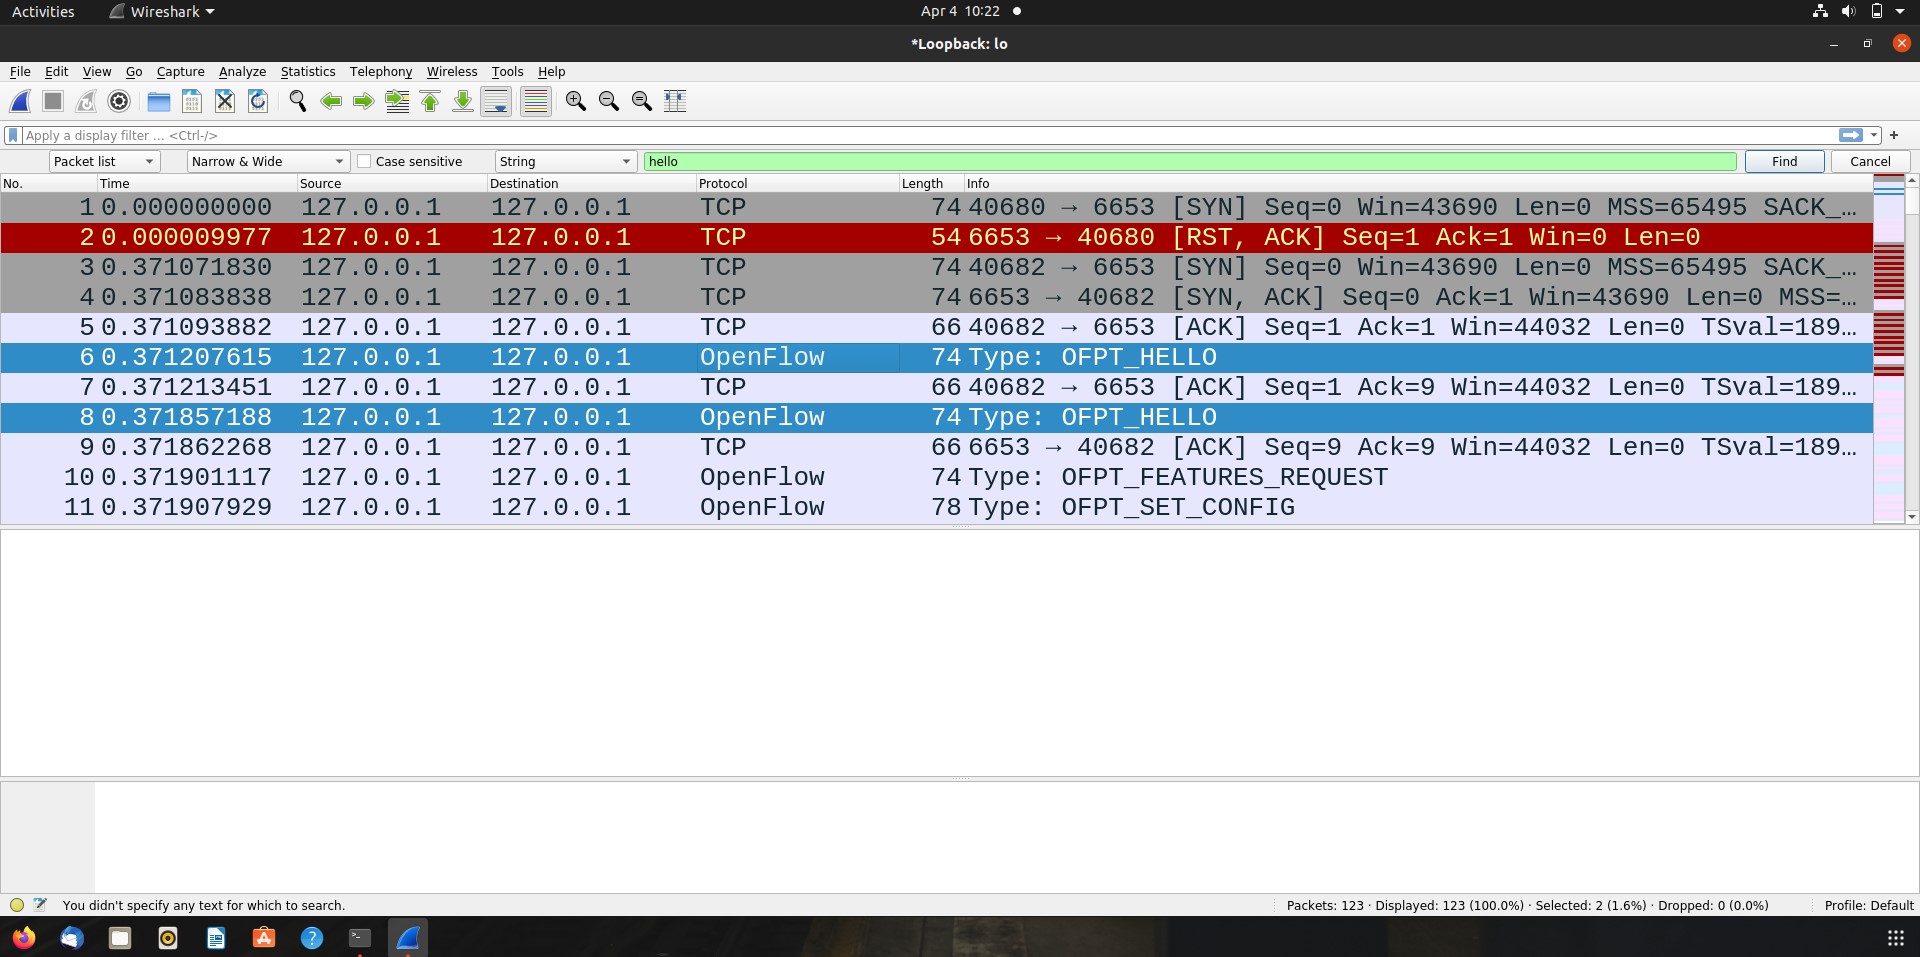 Activities Wireshark Apr 4 10:22
*Loopback: lo
File Edit View Go Capture Analyze Statistics Telephony Wireless Tools Help
Apply a display filter ... <Ctrl-/> +
Packet list Narrow & Wide Case sensitive String hello Find Cancel
No. Time Source Destination Protocol Length Info
1 0.000000000 127.0.0.1 127.0.0.1 TCP 74 40680 → 6653 [SYN] Seq=0 Win=43690 Len=0 MSS=65495 SACK_…
2 0.000009977 127.0.0.1 127.0.0.1 TCP 54 6653 → 40680 [RST, ACK] Seq=1 Ack=1 Win=0 Len=0
3 0.371071830 127.0.0.1 127.0.0.1 TCP 74 40682 → 6653 [SYN] Seq=0 Win=43690 Len=0 MSS=65495 SACK_…
4 0.371083838 127.0.0.1 127.0.0.1 TCP 74 6653 → 40682 [SYN, ACK] Seq=0 Ack=1 Win=43690 Len=0 MSS=…
5 0.371093882 127.0.0.1 127.0.0.1 TCP 66 40682 → 6653 [ACK] Seq=1 Ack=1 Win=44032 Len=0 TSval=189…
6 0.371207615 127.0.0.1 127.0.0.1 OpenFlow 74 Type: OFPT_HELLO
7 0.371213451 127.0.0.1 127.0.0.1 TCP 66 40682 → 6653 [ACK] Seq=1 Ack=9 Win=44032 Len=0 TSval=189…
8 0.371857188 127.0.0.1 127.0.0.1 OpenFlow 74 Type: OFPT_HELLO
9 0.371862268 127.0.0.1 127.0.0.1 TCP 66 6653 → 40682 [ACK] Seq=9 Ack=9 Win=44032 Len=0 TSval=189…
10 0.371901117 127.0.0.1 127.0.0.1 OpenFlow 74 Type: OFPT_FEATURES_REQUEST
11 0.371907929 127.0.0.1 127.0.0.1 OpenFlow 78 Type: OFPT_SET_CONFIG
You didn't specify any text for which to search. Packets: 123 · Displayed: 123 (100.0%) · Selected: 2 (1.6%) · Dropped: 0 (0.0%) Profile: Default